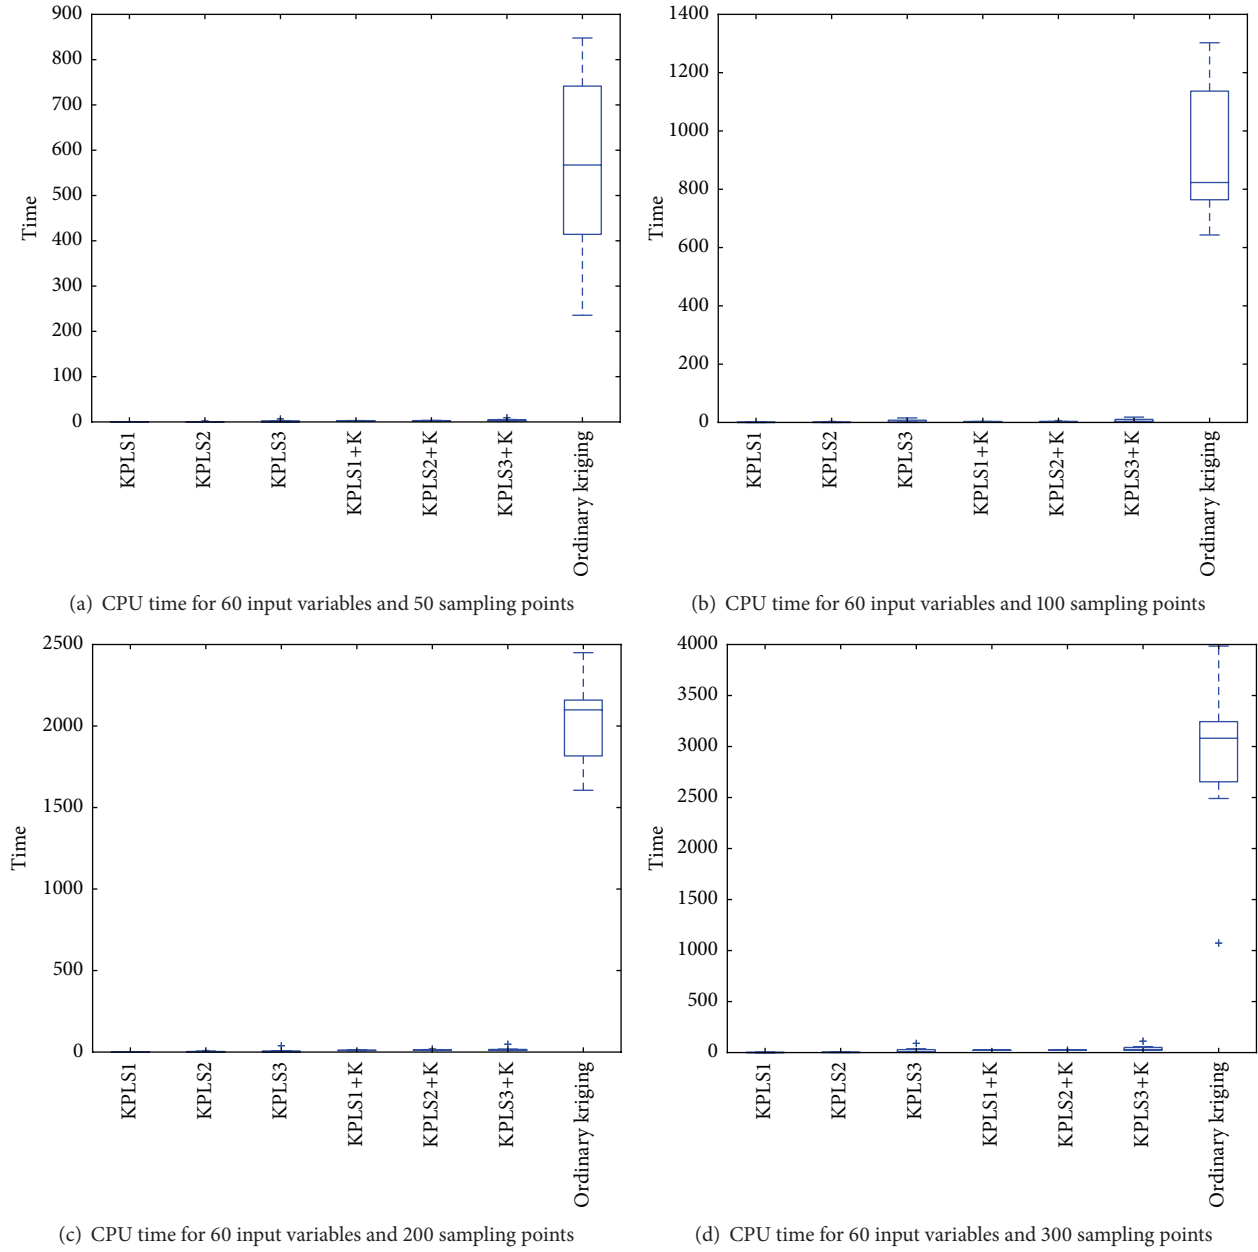 900
800
700
600
500
400
300
200
100
0
Time
KPLS1
KPLS2
KPLS3
KPLS1+K
KPLS2+K
KPLS3+K
Ordinary kriging
(a) CPU time for 60 input variables and 50 sampling points
1400
1200
1000
800
600
400
200
0
Time
KPLS1
KPLS2
KPLS3
KPLS1+K
KPLS2+K
KPLS3+K
Ordinary kriging
(b) CPU time for 60 input variables and 100 sampling points
2500
2000
1500
1000
500
0
Time
KPLS1
KPLS2
KPLS3
KPLS1+K
KPLS2+K
KPLS3+K
Ordinary kriging
(c) CPU time for 60 input variables and 200 sampling points
4000
3500
3000
2500
2000
1500
1000
500
0
Time
KPLS1
KPLS2
KPLS3
KPLS1+K
KPLS2+K
KPLS3+K
Ordinary kriging
(d) CPU time for 60 input variables and 300 sampling points